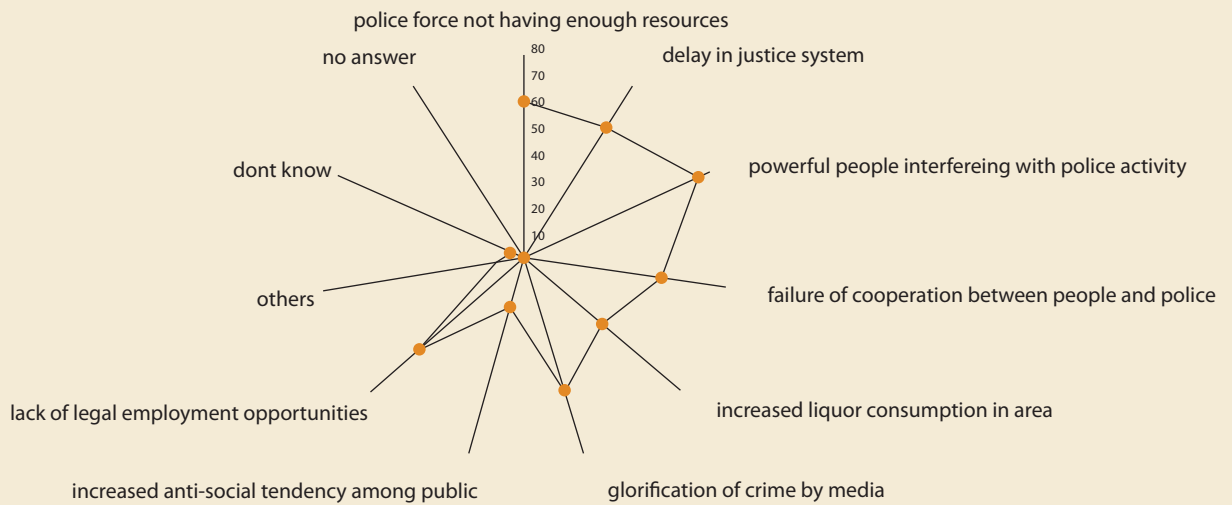 police force not having enough resources
no answer
delay in justice system
80
70
60
50
40
30
20
10
dont know
powerful people interfereing with police activity
others
failure of cooperation between people and police
lack of legal employment opportunities
increased liquor consumption in area
increased anti-social tendency among public
glorification of crime by media